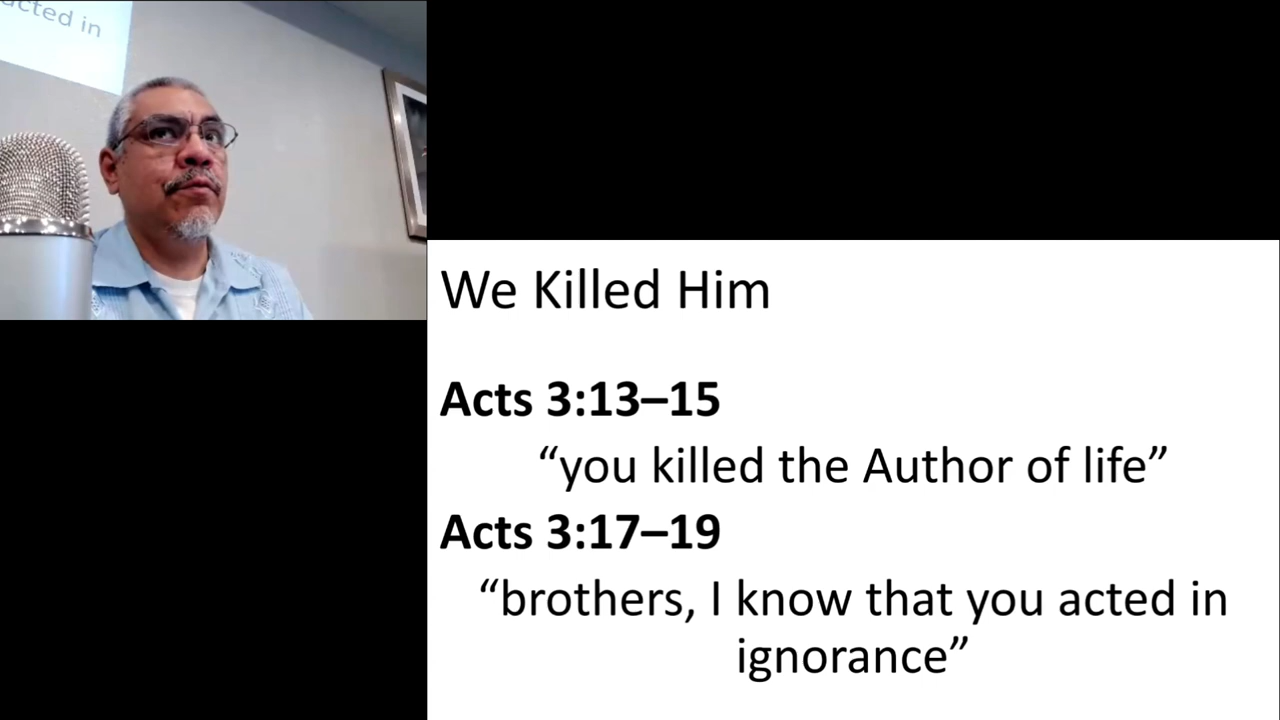 acted in
We Killed Him
Acts 3:13–15
“you killed the Author of life”
Acts 3:17–19
“brothers, I know that you acted in
ignorance”